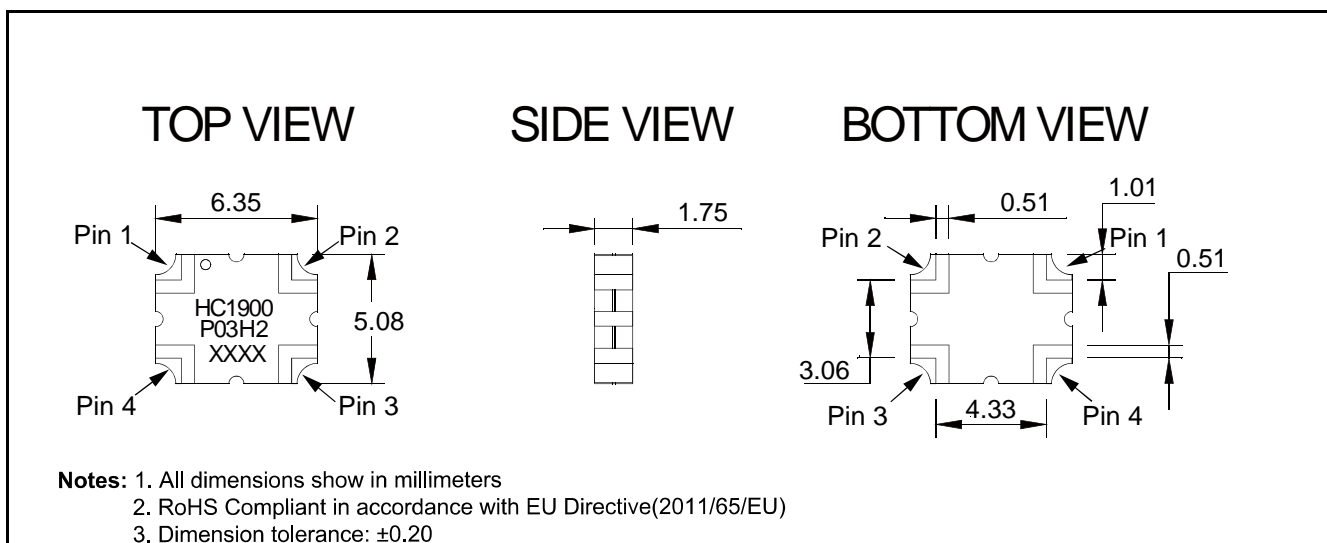 TOP VIEW
SIDE VIEW
BOTTOM VIEW
6.35
Pin 1
Pin 2
HC1900
P03H2
XXXX
5.08
Pin 4
Pin 3
1.75
0.51
1.01
Pin 2
Pin 1
0.51
3.06
Pin 3
4.33
Pin 4
Notes: 1. All dimensions show in millimeters
2. RoHS Compliant in accordance with EU Directive(2011/65/EU)
3. Dimension tolerance: ±0.20